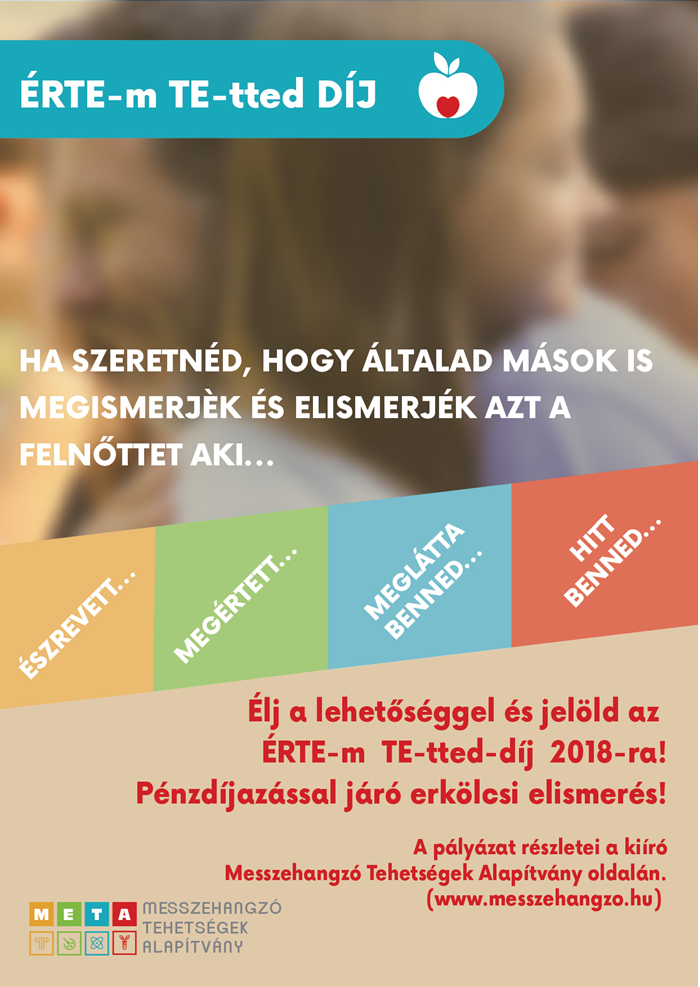 ÉRTE-m TE-tted DÍJ
HA SZERETNÉD, HOGY ÁLTALAD MÁSOK IS
MEGISMERJÈK ÉS ELISMERJÉK AZT A
FELNŐTTET AKI...
ÉSZREVETT...
MEGÉRTETT...
MEGLÁTTA
BENNED...
HITT
BENNED...
Élj a lehetőséggel és jelöld az
ÉRTE-m TE-tted-díj 2018-ra!
Pénzdíjazással járó erkölcsi elismerés!
A pályázat részletei a kiíró
Messzehangzó Tehetségek Alapítvány oldalán.
(www.messzehangzo.hu)
META
MESSZEHANGZÓ
TEHETSÉGEK
ALAPÍTVÁNY